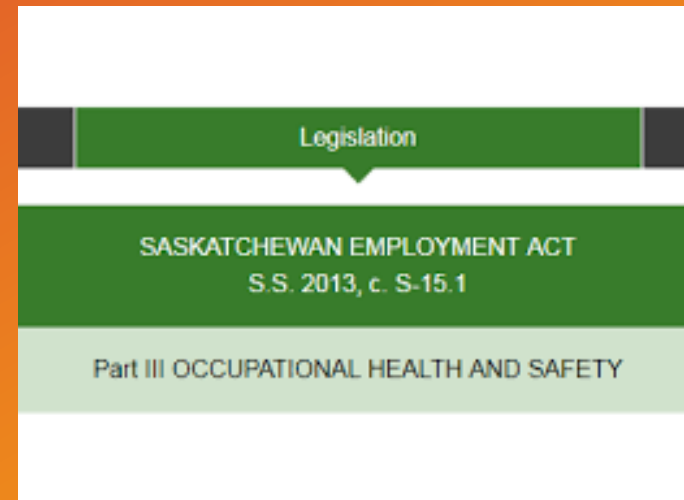 Legislation
SASKATCHEWAN EMPLOYMENT ACT
S.S. 2013, c. S-15.1
Part III OCCUPATIONAL HEALTH AND SAFETY